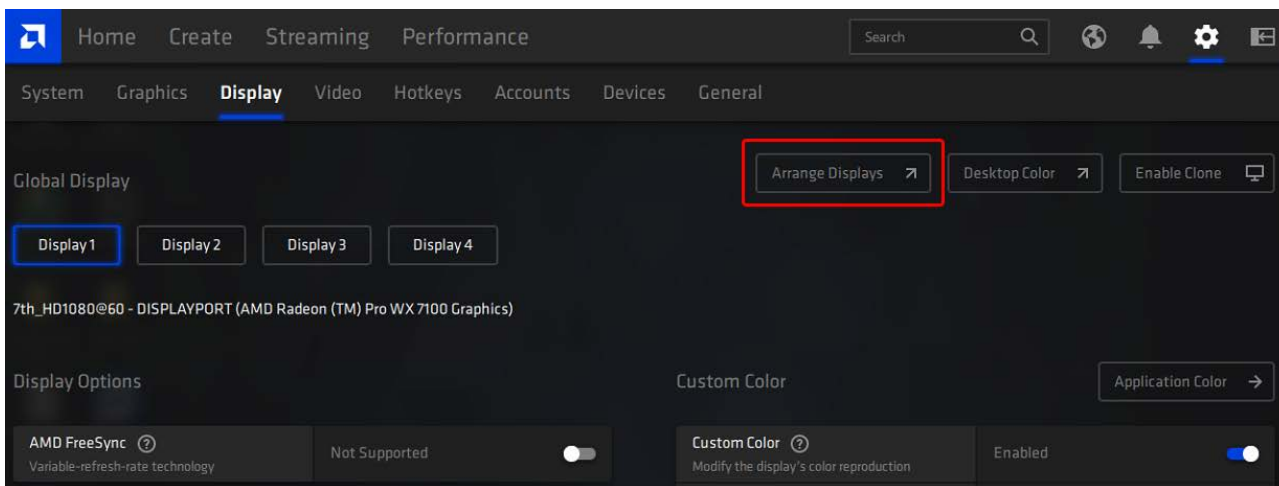 Home Create Streaming Performance Search
System Graphics Display Video Hotkeys Accounts Devices General
Global Display Arrange Displays Desktop Color Enable Clone
Display 1 Display 2 Display 3 Display 4
7th_HD1080@60 - DISPLAYPORT (AMD Radeon (TM) Pro WX 7100 Graphics)
Display Options Custom Color Application Color
AMD FreeSync Not Supported Custom Color Enabled
Variable-refresh-rate technology Modify the display's color reproduction